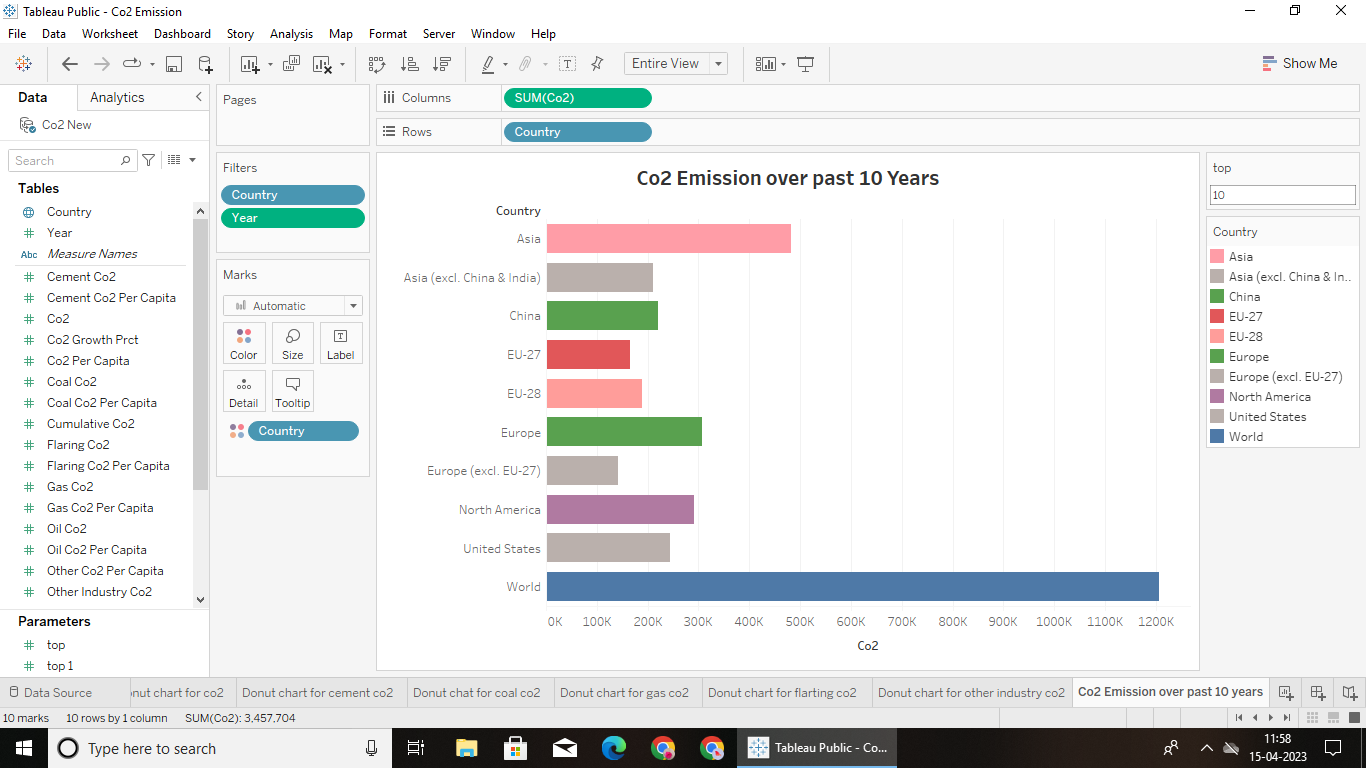 Tableau Public - Co2 Emission
File Data Worksheet Dashboard Story Analysis Map Format Server Window Help
Entire View
Show Me
Data Analytics
Co2 New
Search
Tables
Country
Year
Abc Measure Names
Cement Co2
Cement Co2 Per Capita
Co2
Co2 Growth Prct
Co2 Per Capita
Coal Co2
Coal Co2 Per Capita
Cumulative Co2
Flaring Co2
Flaring Co2 Per Capita
Gas Co2
Gas Co2 Per Capita
Oil Co2
Oil Co2 Per Capita
Other Co2 Per Capita
Other Industry Co2
Parameters
top
top 1
Pages
Filters
Country
Year
Marks
Automatic
Color Size Label
Detail Tooltip
Country
Columns SUM(Co2)
Rows Country
Co2 Emission over past 10 Years
Country
Asia
Asia (excl. China & India)
China
EU-27
EU-28
Europe
Europe (excl. EU-27)
North America
United States
World
0K 100K 200K 300K 400K 500K 600K 700K 800K 900K 1000K 1100K 1200K
Co2
top
10
Country
Asia
Asia (excl. China & In..
China
EU-27
EU-28
Europe
Europe (excl. EU-27)
North America
United States
World
Data Source nut chart for co2 Donut chart for cement co2 Donut chat for coal co2 Donut chart for gas co2 Donut chart for flarting co2 Donut chart for other industry co2 Co2 Emission over past 10 years
10 marks 10 rows by 1 column SUM(Co2): 3,457,704
Type here to search
Tableau Public - Co...
11:58
15-04-2023